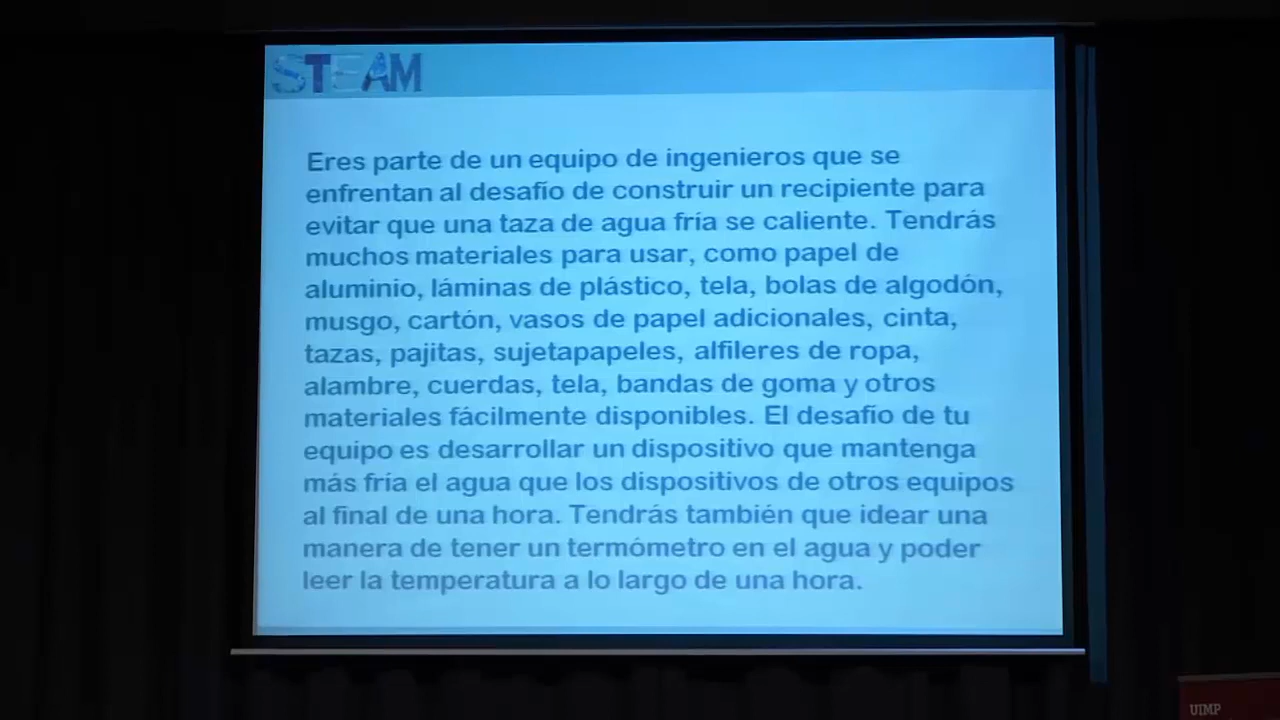 STEAM
Eres parte de un equipo de ingenieros que se
enfrentan al desafío de construir un recipiente para
evitar que una taza de agua fría se caliente. Tendrás
muchos materiales para usar, como papel de
aluminio, láminas de plástico, tela, bolas de algodón,
musgo, cartón, vasos de papel adicionales, cinta,
tazas, pajitas, sujetapapeles, alfileres de ropa,
alambre, cuerdas, tela, bandas de goma y otros
materiales fácilmente disponibles. El desafío de tu
equipo es desarrollar un dispositivo que mantenga
más fría el agua que los dispositivos de otros equipos
al final de una hora. Tendrás también que idear una
manera de tener un termómetro en el agua y poder
leer la temperatura a lo largo de una hora.
UIMP